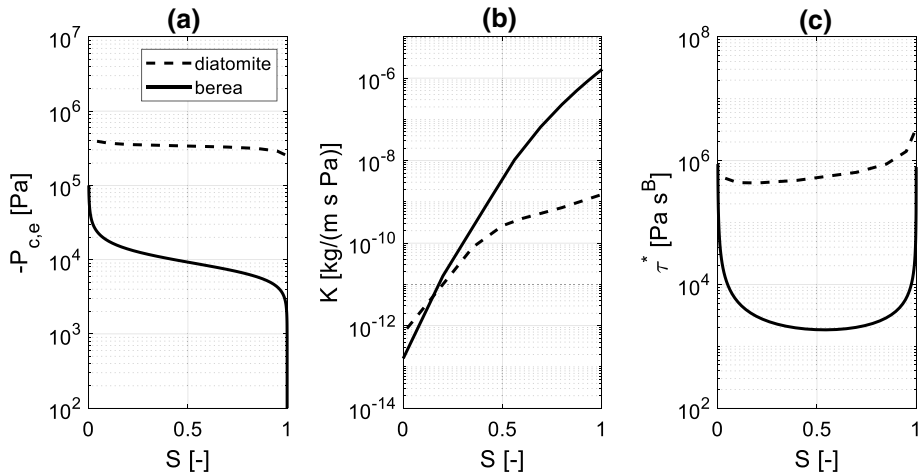 (a)
-P_{c,e} [Pa]
10^7
10^6
10^5
10^4
10^3
10^2
diatomite
berea
0
0.5
1
S [-]
(b)
K [kg/(m s Pa)]
10^{-6}
10^{-8}
10^{-10}
10^{-12}
10^{-14}
0
0.5
1
S [-]
(c)
τ^* [Pa s^B]
10^8
10^6
10^4
10^2
0
0.5
1
S [-]